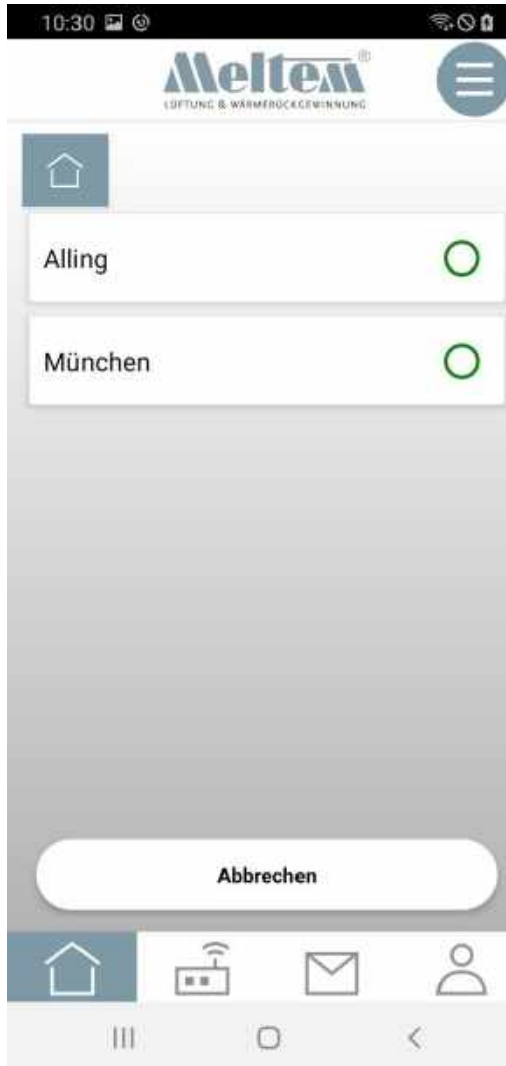 10:30
Meltem®
LÜFTUNG & WÄRMERÜCKGEWINNUNG
Alling
München
Abbrechen